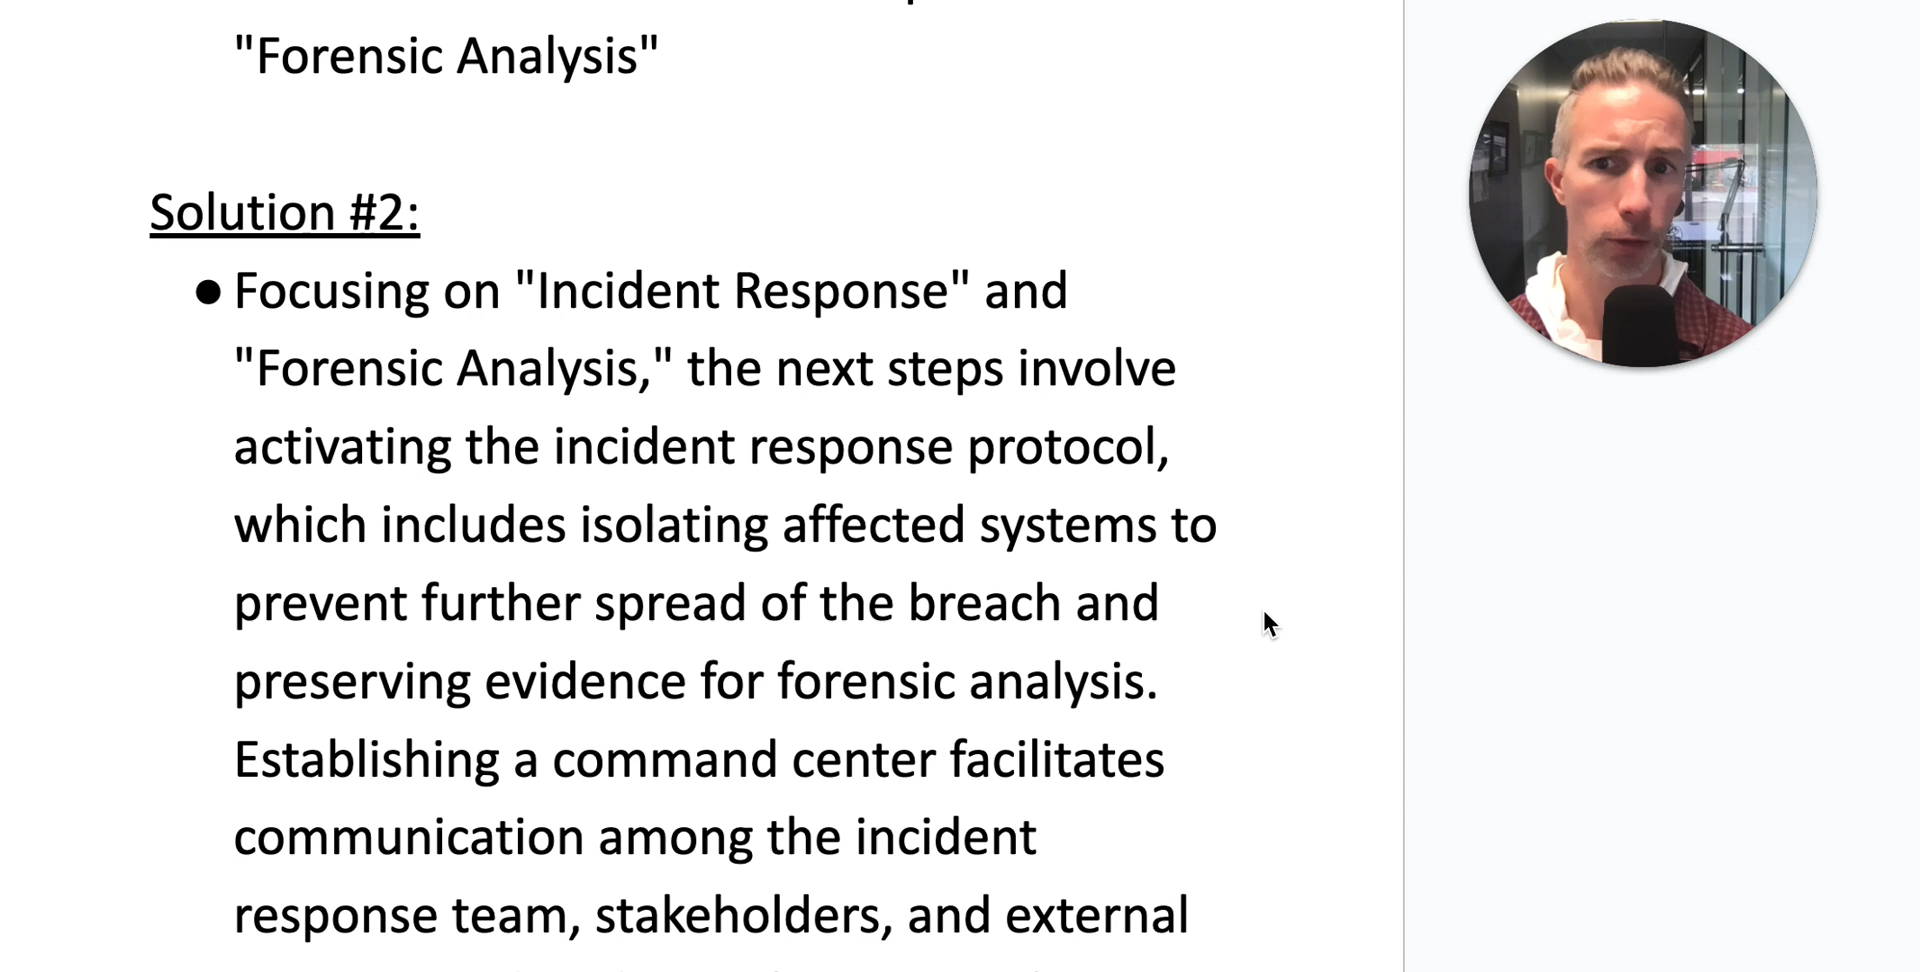 "Forensic Analysis"
Solution #2:
● Focusing on "Incident Response" and
"Forensic Analysis," the next steps involve
activating the incident response protocol,
which includes isolating affected systems to
prevent further spread of the breach and
preserving evidence for forensic analysis.
Establishing a command center facilitates
communication among the incident
response team, stakeholders, and external